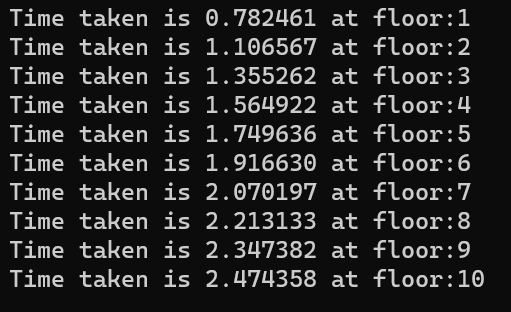 Time taken is 0.782461 at floor:1
Time taken is 1.106567 at floor:2
Time taken is 1.355262 at floor:3
Time taken is 1.564922 at floor:4
Time taken is 1.749636 at floor:5
Time taken is 1.916630 at floor:6
Time taken is 2.070197 at floor:7
Time taken is 2.213133 at floor:8
Time taken is 2.347382 at floor:9
Time taken is 2.474358 at floor:10